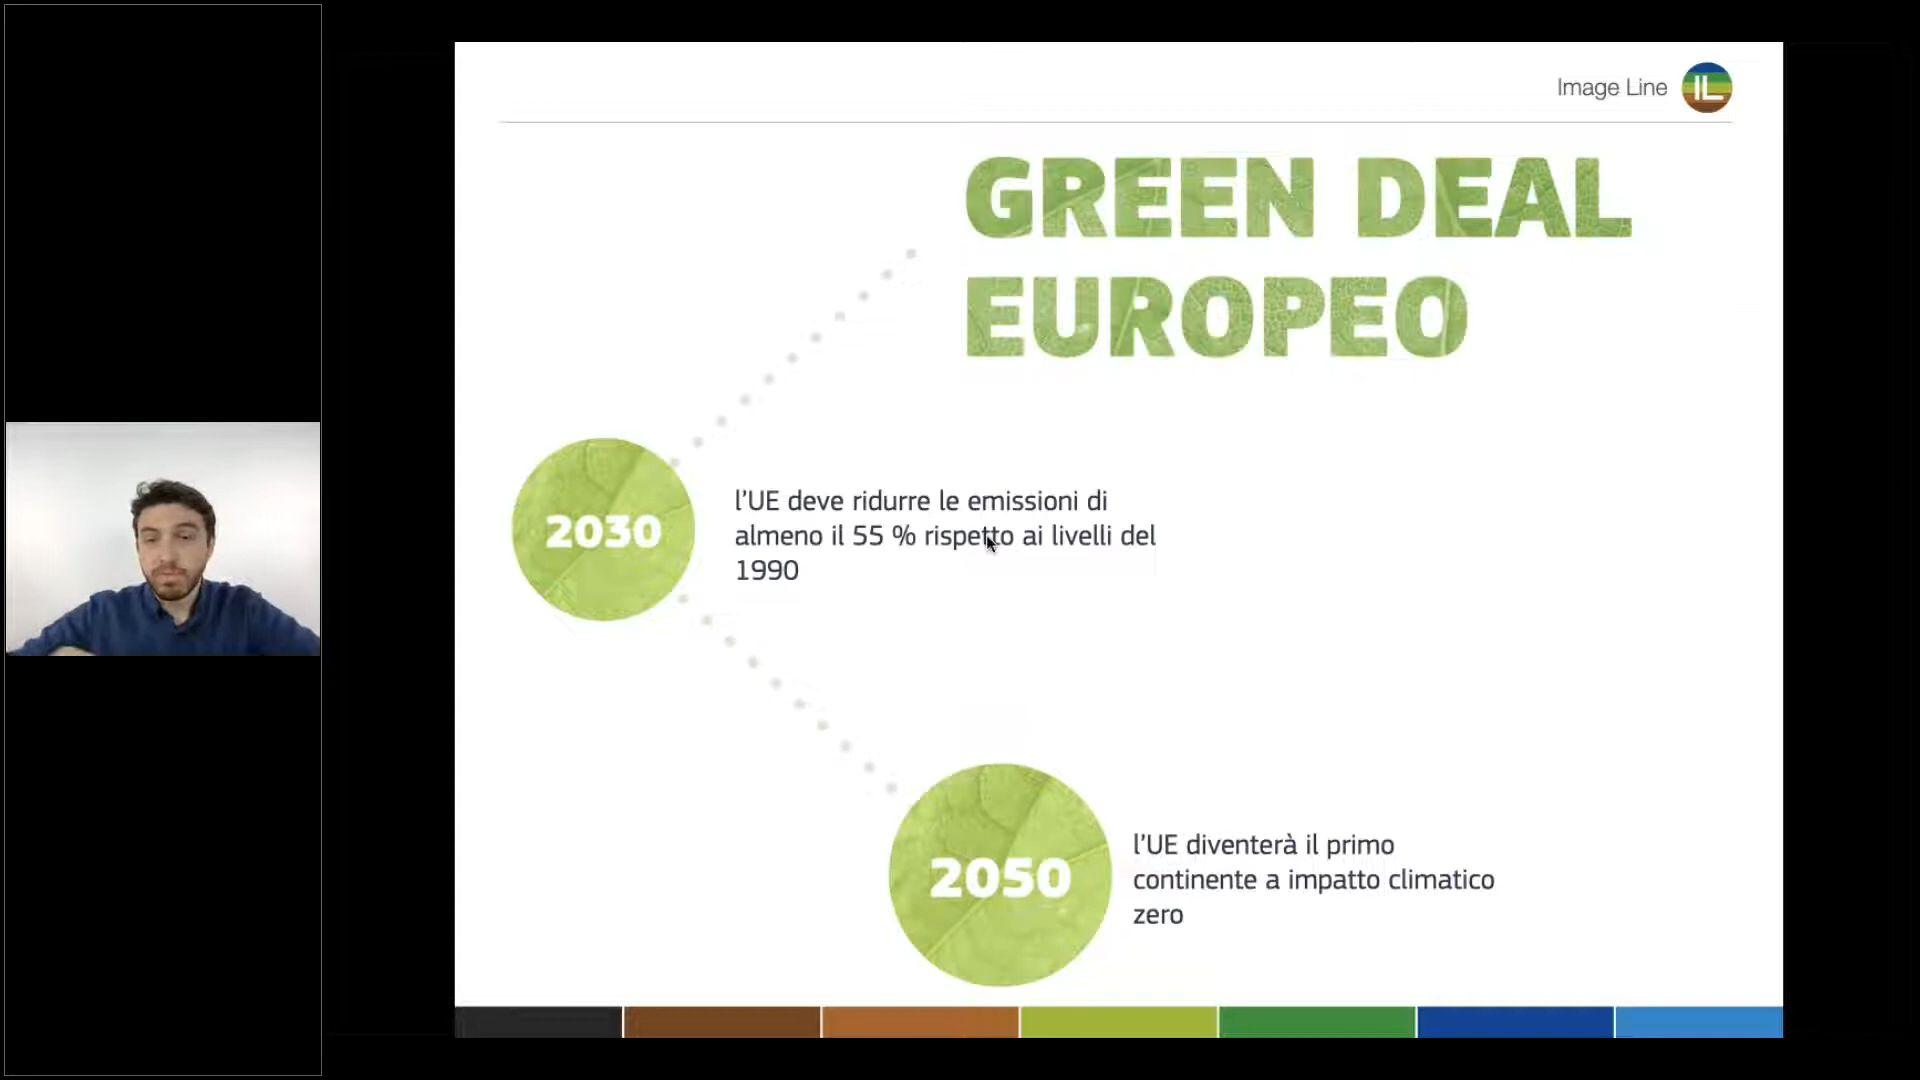 Image Line
IL
GREEN DEAL
EUROPEO
2030
l'UE deve ridurre le emissioni di
almeno il 55 % rispetto ai livelli del
1990
2050
l'UE diventerà il primo
continente a impatto climatico
zero